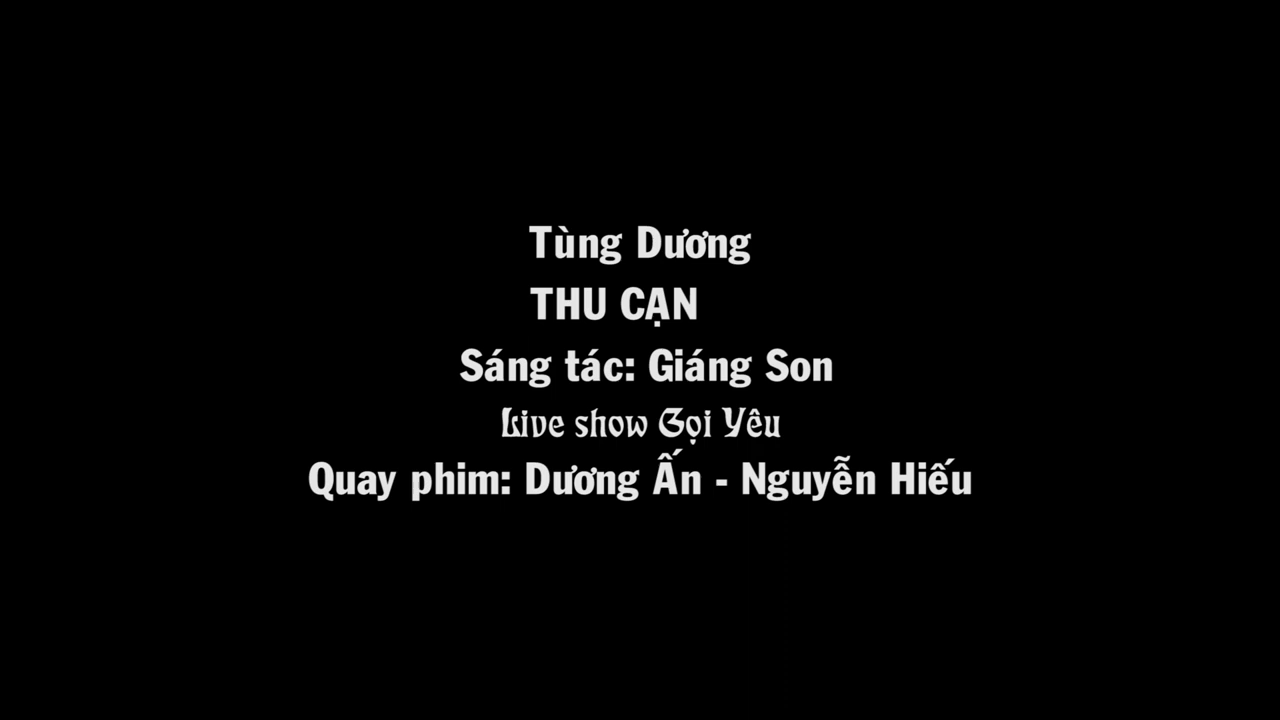 Tùng Dương
THU CẠN
Sáng tác: Giáng Son
Live show Gọi Yêu
Quay phim: Dương Ấn - Nguyễn Hiếu